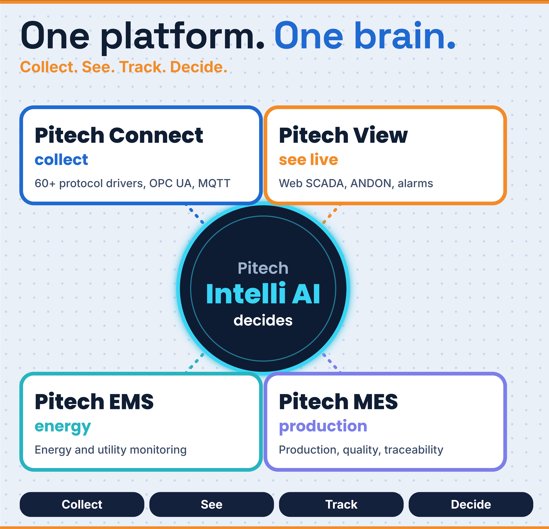 One platform. One brain.
Collect. See. Track. Decide.
Pitech Connect
collect
60+ protocol drivers, OPC UA, MQTT
Pitech View
see live
Web SCADA, ANDON, alarms
Pitech
Intelli AI
decides
Pitech EMS
energy
Energy and utility monitoring
Pitech MES
production
Production, quality, traceability
Collect
See
Track
Decide